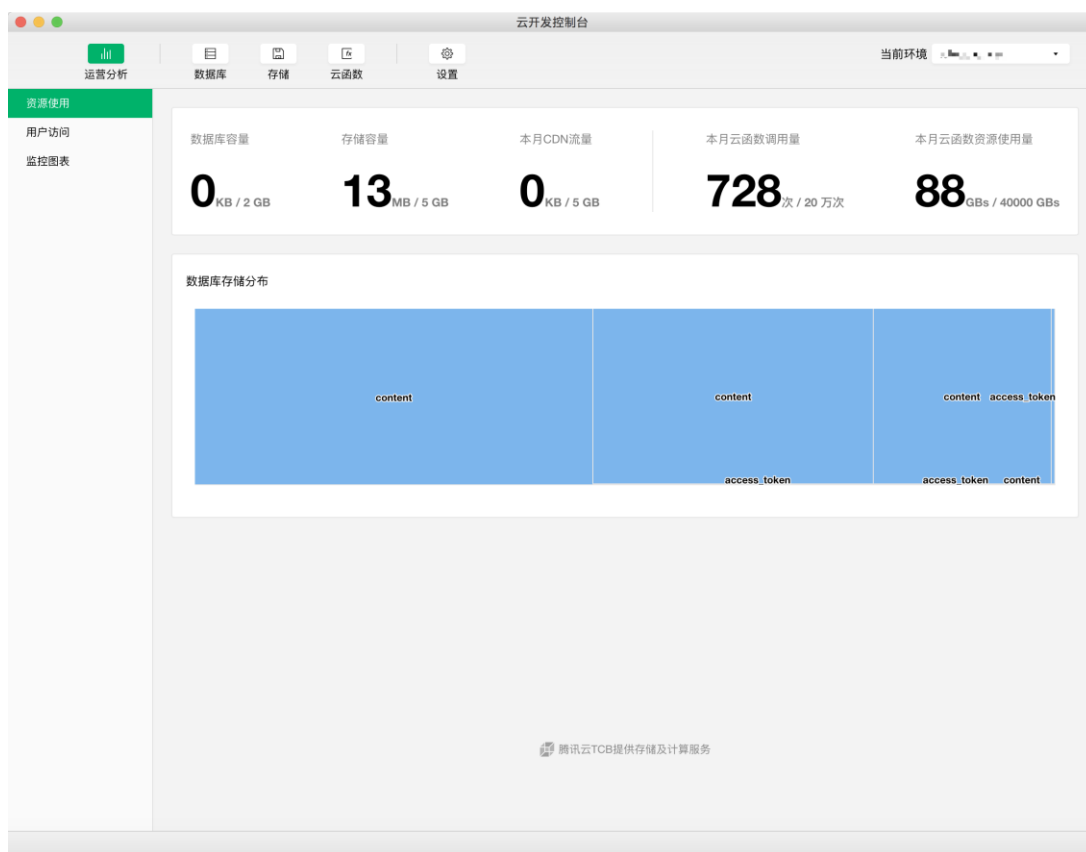 云开发控制台
运营分析 数据库 存储 云函数 设置 当前环境
资源使用
用户访问
监控图表
数据库容量 存储容量 本月CDN流量 本月云函数调用量 本月云函数资源使用量
0KB / 2 GB 13MB / 5 GB 0KB / 5 GB 728次 / 20 万次 88GBs / 40000 GBs
数据库存储分布
content content content access_token
access_token access_token content
腾讯云TCB提供存储及计算服务